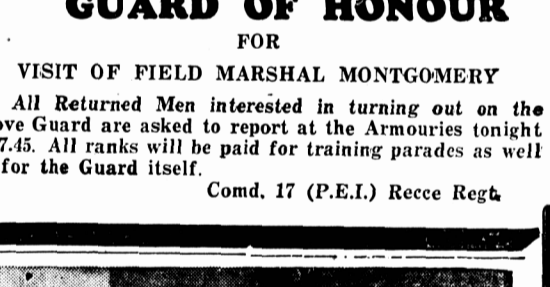 GUARD OF HONOUR
FOR
VISIT OF FIELD MARSHAL MONTGOMERY
All Returned Men interested in turning out on the
ove Guard are asked to report at the Armouries tonight
7.45. All ranks will be paid for training parades as well
for the Guard itself.
Comd. 17 (P.E.I.) Recce Regt.